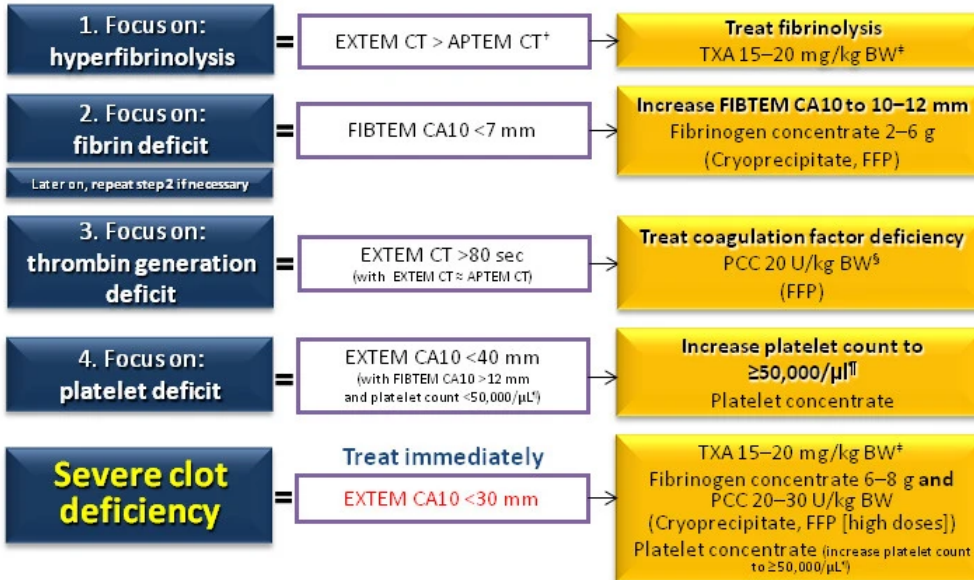 1. Focus on:
hyperfibrinolysis
=
EXTEM CT > APTEM CT†
Treat fibrinolysis
TXA 15–20 mg/kg BW‡
2. Focus on:
fibrin deficit
=
FIBTEM CA10 <7 mm
Increase FIBTEM CA10 to 10–12 mm
Fibrinogen concentrate 2–6 g
(Cryoprecipitate, FFP)
Later on, repeat step 2 if necessary
3. Focus on:
thrombin generation
deficit
=
EXTEM CT >80 sec
(with EXTEM CT ≈ APTEM CT)
Treat coagulation factor deficiency
PCC 20 U/kg BW§
(FFP)
4. Focus on:
platelet deficit
=
EXTEM CA10 <40 mm
(with FIBTEM CA10 >12 mm
and platelet count <50,000/µL¶)
Increase platelet count to
≥50,000/µl¶
Platelet concentrate
Severe clot
deficiency
=
Treat immediately
EXTEM CA10 <30 mm
TXA 15–20 mg/kg BW‡
Fibrinogen concentrate 6–8 g and
PCC 20–30 U/kg BW
(Cryoprecipitate, FFP [high doses])
Platelet concentrate (increase platelet count
to ≥50,000/µL¶)